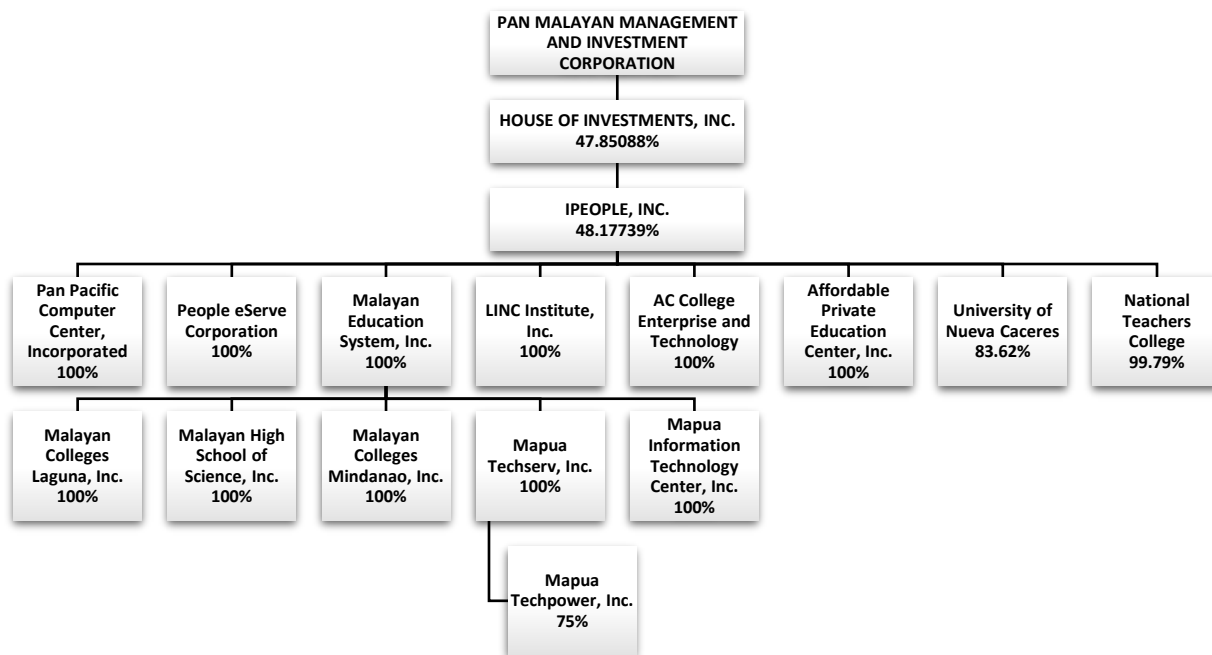 PAN MALAYAN MANAGEMENT
AND INVESTMENT
CORPORATION
HOUSE OF INVESTMENTS, INC.
47.85088%
IPEOPLE, INC.
48.17739%
Pan Pacific
Computer
Center,
Incorporated
100%
People eServe
Corporation
100%
Malayan
Education
System, Inc.
100%
LINC Institute,
Inc.
100%
AC College
Enterprise and
Technology
100%
Affordable
Private
Education
Center, Inc.
100%
University of
Nueva Caceres
83.62%
National
Teachers
College
99.79%
Malayan
Colleges
Laguna, Inc.
100%
Malayan High
School of
Science, Inc.
100%
Malayan
Colleges
Mindanao, Inc.
100%
Mapua
Techserv, Inc.
100%
Mapua
Information
Technology
Center, Inc.
100%
Mapua
Techpower, Inc.
75%